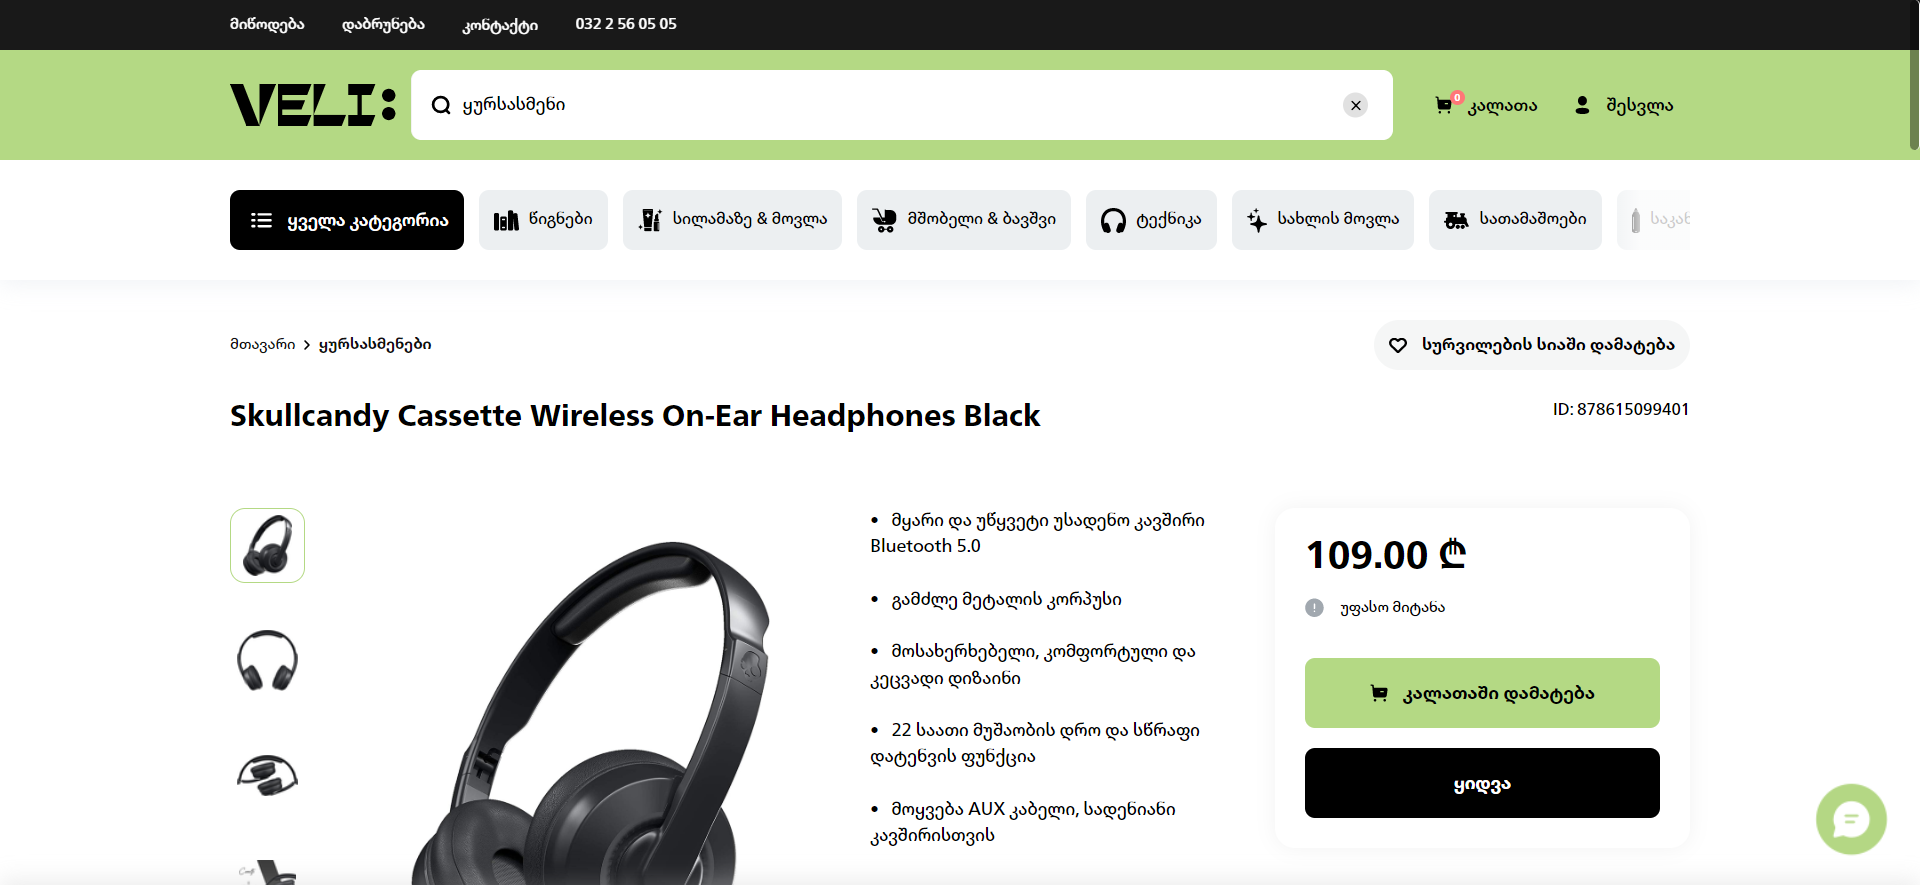 მიწოდება დაბრუნება კონტაქტი 032 2 56 05 05
VELI:
ყურსასმენი
0 კალათა შესვლა
ყველა კატეგორია წიგნები სილამაზე & მოვლა მშობელი & ბავშვი ტექნიკა სახლის მოვლა სათამაშოები
მთავარი > ყურსასმენები
სურვილების სიაში დამატება
Skullcandy Cassette Wireless On-Ear Headphones Black
ID: 878615099401
• მყარი და უწყვეტი უსადენო კავშირი
Bluetooth 5.0
• გამძლე მეტალის კორპუსი
• მოსახერხებელი, კომფორტული და
კეცვადი დიზაინი
• 22 საათი მუშაობის დრო და სწრაფი
დატენვის ფუნქცია
• მოყვება AUX კაბელი, სადენიანი
კავშირისთვის
109.00 ₾
უფასო მიტანა
კალათაში დამატება
ყიდვა